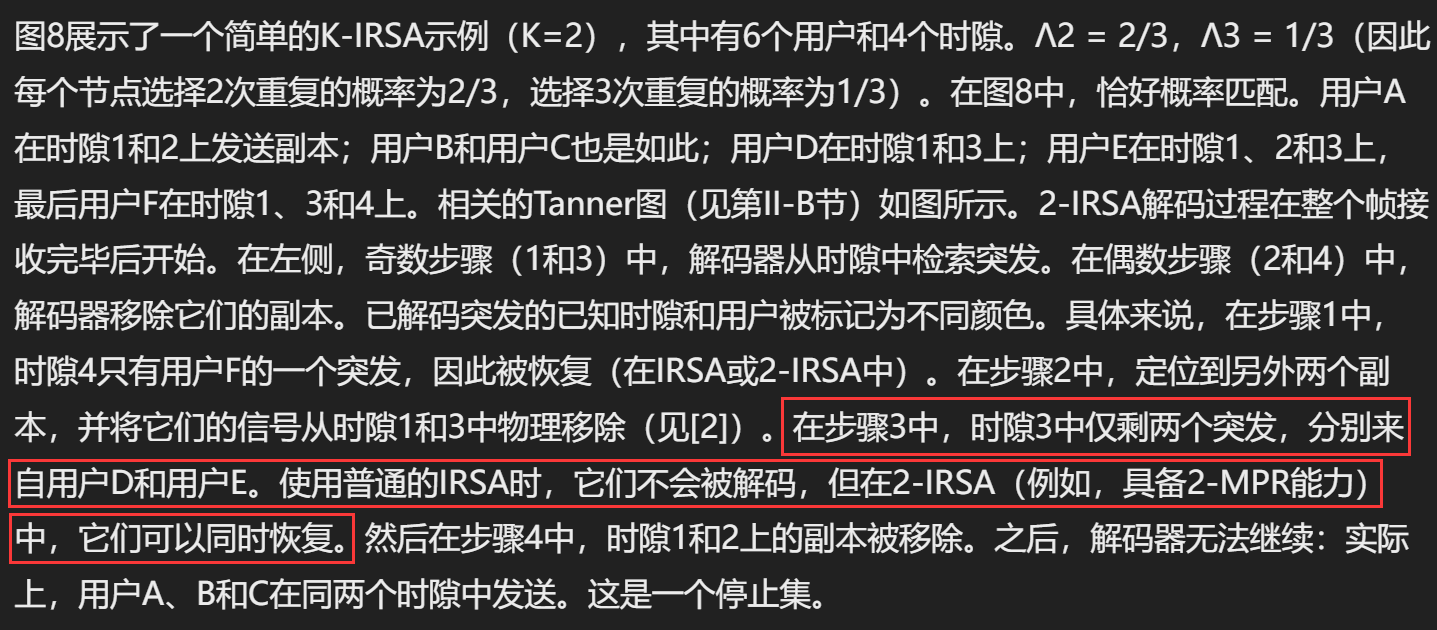 图8展示了一个简单的K-IRSA示例（K=2），其中有6个用户和4个时隙。Λ2 = 2/3，Λ3 = 1/3（因此
每个节点选择2次重复的概率为2/3，选择3次重复的概率为1/3）。在图8中，恰好概率匹配。用户A
在时隙1和2上发送副本；用户B和用户C也是如此；用户D在时隙1和3上；用户E在时隙1、2和3上，
最后用户F在时隙1、3和4上。相关的Tanner图（见第II-B节）如图所示。2-IRSA解码过程在整个帧接
收完毕后开始。在左侧，奇数步骤（1和3）中，解码器从时隙中检索突发。在偶数步骤（2和4）中，
解码器移除它们的副本。已解码突发的已知时隙和用户被标记为不同颜色。具体来说，在步骤1中，
时隙4只有用户F的一个突发，因此被恢复（在IRSA或2-IRSA中）。在步骤2中，定位到另外两个副
本，并将它们的信号从时隙1和3中物理移除（见[2]）。在步骤3中，时隙3中仅剩两个突发，分别来
自用户D和用户E。使用普通的IRSA时，它们不会被解码，但在2-IRSA（例如，具备2-MPR能力）
中，它们可以同时恢复。然后在步骤4中，时隙1和2上的副本被移除。之后，解码器无法继续：实际
上，用户A、B和C在同两个时隙中发送。这是一个停止集。